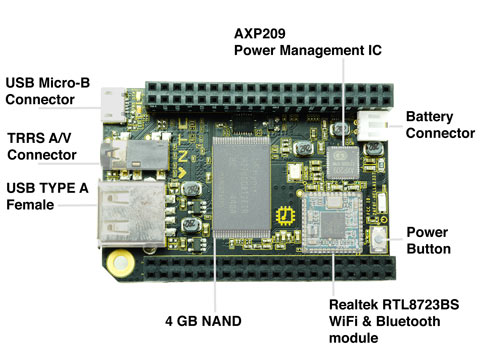 AXP209
Power Management IC
USB Micro-B
Connector
Battery
Connector
TRRS A/V
Connector
USB TYPE A
Female
Power
Button
4 GB NAND
Realtek RTL8723BS
WiFi & Bluetooth
module